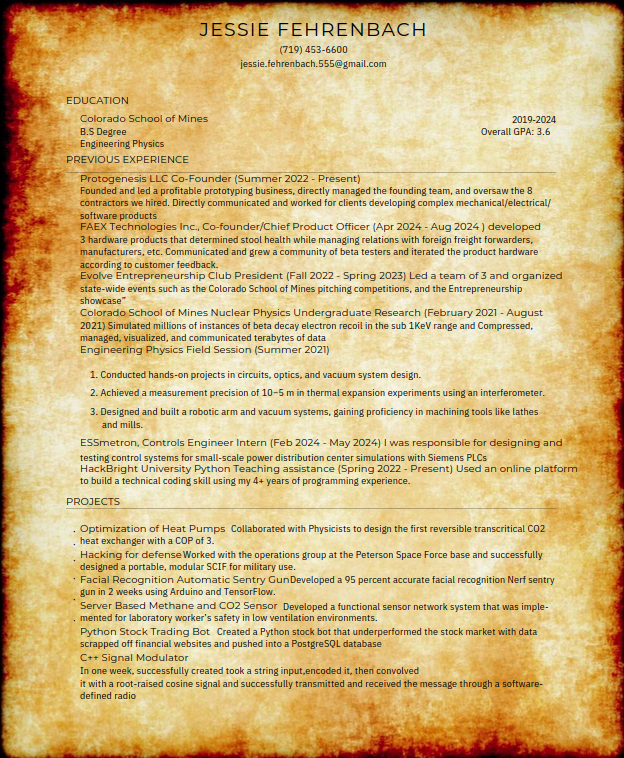 JESSIE FEHRENBACH
(719) 453-6600
jessie.fehrenbach.555@gmail.com
EDUCATION
Colorado School of Mines 2019-2024
B.S Degree Overall GPA: 3.6
Engineering Physics
PREVIOUS EXPERIENCE
Protogenesis LLC Co-Founder (Summer 2022 - Present)
Founded and led a profitable prototyping business, directly managed the founding team, and oversaw the 8
contractors we hired. Directly communicated and worked for clients developing complex mechanical/electrical/
software products
FAEX Technologies Inc., Co-founder/Chief Product Officer (Apr 2024 - Aug 2024 ) developed
3 hardware products that determined stool health while managing relations with foreign freight forwarders,
manufacturers, etc. Communicated and grew a community of beta testers and iterated the product hardware
according to customer feedback.
Evolve Entrepreneurship Club President (Fall 2022 - Spring 2023) Led a team of 3 and organized
state-wide events such as the Colorado School of Mines pitching competitions, and the Entrepreneurship
showcase"
Colorado School of Mines Nuclear Physics Undergraduate Research (February 2021 - August
2021) Simulated millions of instances of beta decay electron recoil in the sub 1KeV range and Compressed,
managed, visualized, and communicated terabytes of data
Engineering Physics Field Session (Summer 2021)
1. Conducted hands-on projects in circuits, optics, and vacuum system design.
2. Achieved a measurement precision of 10−5 m in thermal expansion experiments using an interferometer.
3. Designed and built a robotic arm and vacuum systems, gaining proficiency in machining tools like lathes
and mills.
ESSmetron, Controls Engineer Intern (Feb 2024 - May 2024) I was responsible for designing and
testing control systems for small-scale power distribution center simulations with Siemens PLCs
HackBright University Python Teaching assistance (Spring 2022 - Present) Used an online platform
to build a technical coding skill using my 4+ years of programming experience.
PROJECTS
· Optimization of Heat Pumps Collaborated with Physicists to design the first reversible transcritical CO2
heat exchanger with a COP of 3.
· Hacking for defense Worked with the operations group at the Peterson Space Force base and successfully
designed a portable, modular SCIF for military use.
· Facial Recognition Automatic Sentry Gun Developed a 95 percent accurate facial recognition Nerf sentry
gun in 2 weeks using Arduino and TensorFlow.
· Server Based Methane and CO2 Sensor Developed a functional sensor network system that was imple-
mented for laboratory worker's safety in low ventilation environments.
Python Stock Trading Bot Created a Python stock bot that underperformed the stock market with data
scrapped off financial websites and pushed into a PostgreSQL database
C++ Signal Modulator
In one week, successfully created took a string input,encoded it, then convolved
it with a root-raised cosine signal and successfully transmitted and received the message through a software-
defined radio